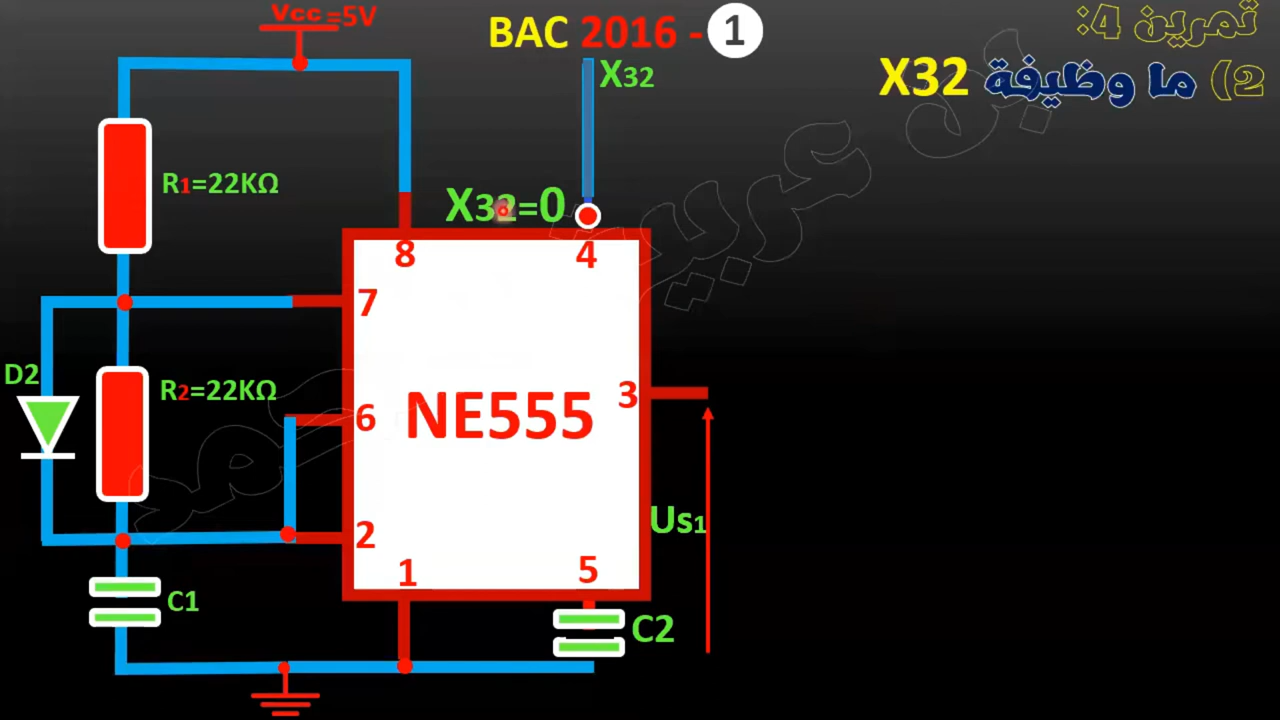 Vcc=5V
BAC 2016 - 1
تمرين 4:
2) ما وظيفة X32
X32
R1=22KΩ
X32=0
8
4
7
D2
R2=22KΩ
6
NE555
3
2
Us1
1
5
C1
C2